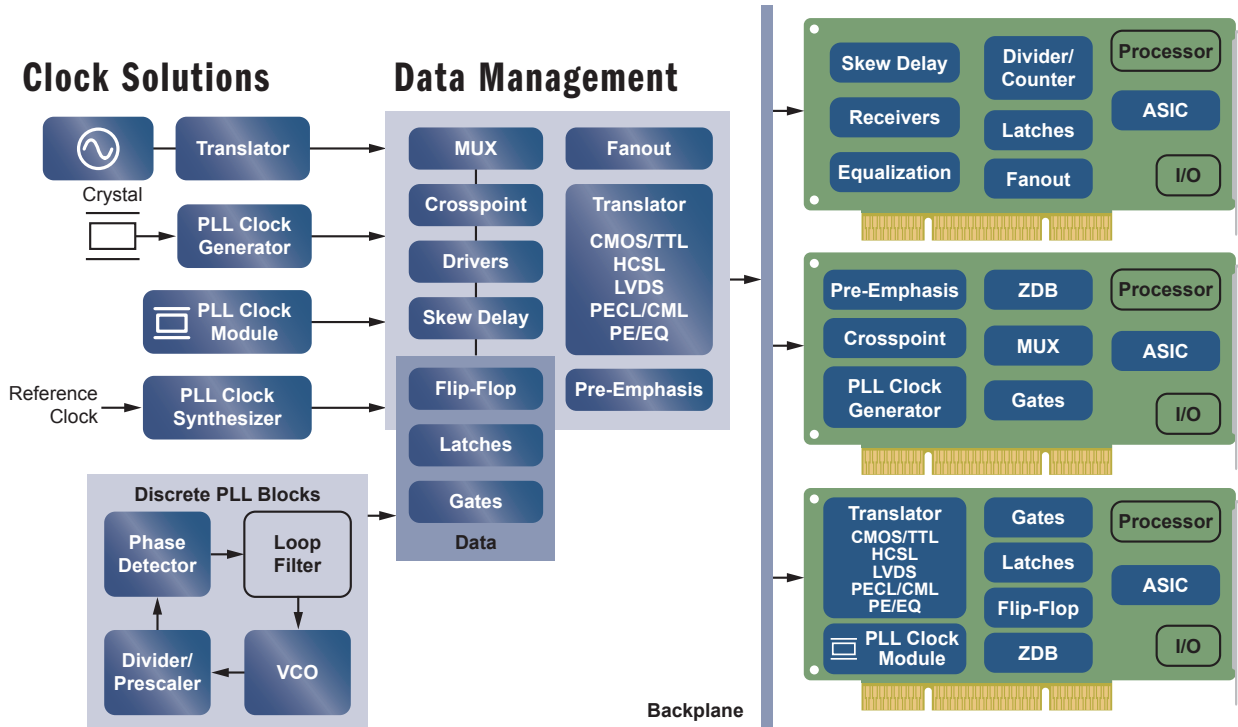 Clock Solutions
Data Management
Translator
Crystal
PLL Clock
Generator
PLL Clock
Module
Reference
Clock
PLL Clock
Synthesizer
Discrete PLL Blocks
Phase
Detector
Loop
Filter
Divider/
Prescaler
VCO
MUX
Crosspoint
Drivers
Skew Delay
Flip-Flop
Latches
Gates
Data
Fanout
Translator
CMOS/TTL
HCSL
LVDS
PECL/CML
PE/EQ
Pre-Emphasis
Backplane
Skew Delay
Receivers
Equalization
Divider/
Counter
Latches
Fanout
Processor
ASIC
I/O
Pre-Emphasis
Crosspoint
PLL Clock
Generator
ZDB
MUX
Gates
Processor
ASIC
I/O
Translator
CMOS/TTL
HCSL
LVDS
PECL/CML
PE/EQ
PLL Clock
Module
Gates
Latches
Flip-Flop
ZDB
Processor
ASIC
I/O